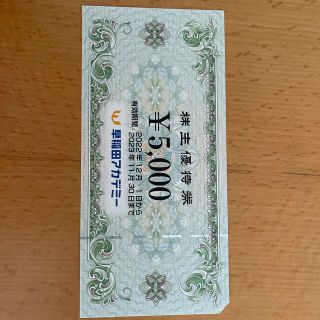 株主優待券
¥5,000
有効期間 2022年12月1日から
2023年11月30日まで
早稲田アカデミー